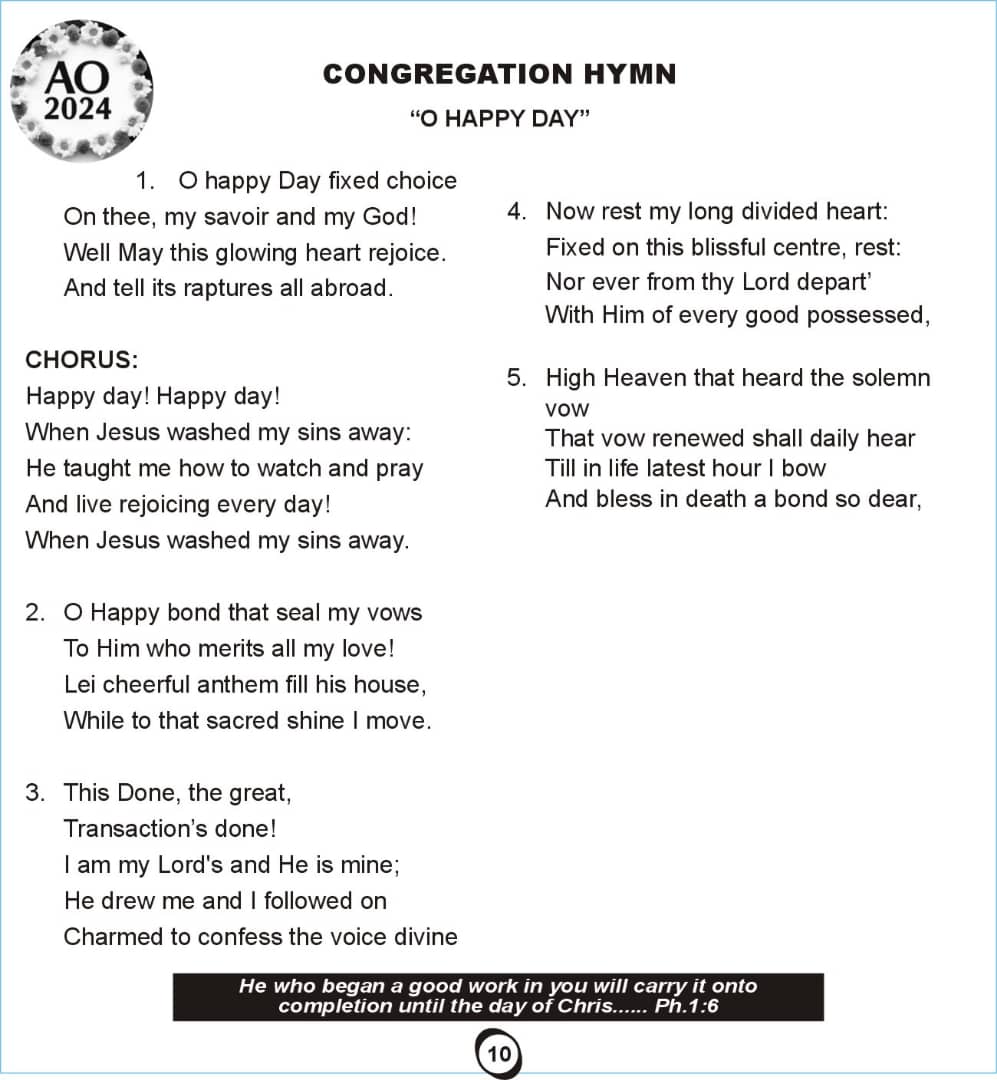 AO
2024
CONGREGATION HYMN
“O HAPPY DAY”
1. O happy Day fixed choice
On thee, my savoir and my God!
Well May this glowing heart rejoice.
And tell its raptures all abroad.
CHORUS:
Happy day! Happy day!
When Jesus washed my sins away:
He taught me how to watch and pray
And live rejoicing every day!
When Jesus washed my sins away.
2. O Happy bond that seal my vows
To Him who merits all my love!
Lei cheerful anthem fill his house,
While to that sacred shine I move.
3. This Done, the great,
Transaction’s done!
I am my Lord's and He is mine;
He drew me and I followed on
Charmed to confess the voice divine
4. Now rest my long divided heart:
Fixed on this blissful centre, rest:
Nor ever from thy Lord depart’
With Him of every good possessed,
5. High Heaven that heard the solemn
vow
That vow renewed shall daily hear
Till in life latest hour I bow
And bless in death a bond so dear,
He who began a good work in you will carry it onto
completion until the day of Chris...... Ph.1:6
10